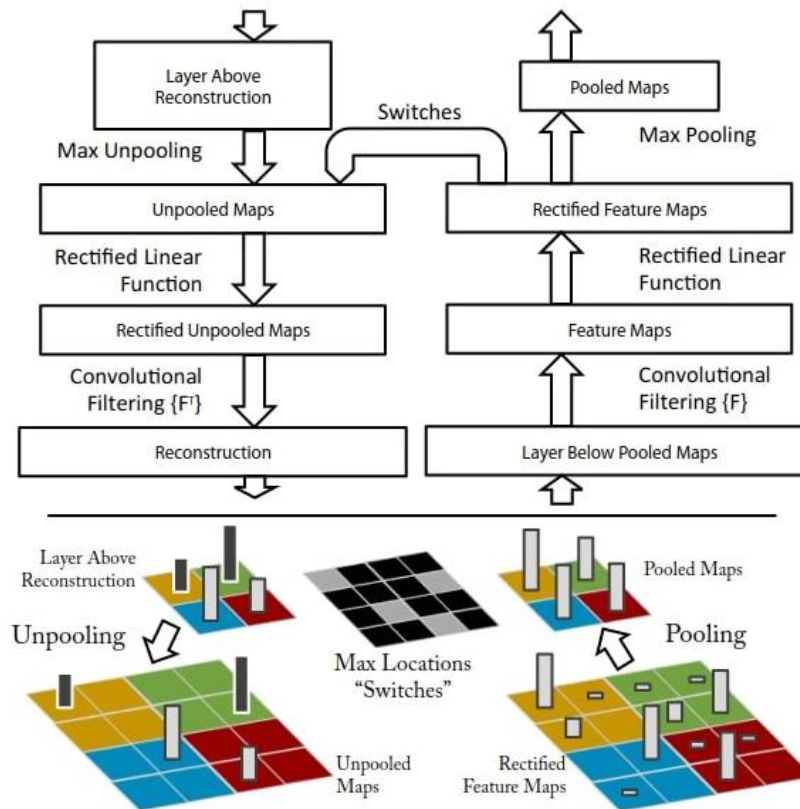 Layer Above
Reconstruction
Pooled Maps
Switches
Max Unpooling
Max Pooling
Unpooled Maps
Rectified Feature Maps
Rectified Linear
Function
Rectified Linear
Function
Rectified Unpooled Maps
Feature Maps
Convolutional
Filtering {Fᵀ}
Convolutional
Filtering {F}
Reconstruction
Layer Below Pooled Maps
Layer Above
Reconstruction
Pooled Maps
Unpooling
Pooling
Max Locations
“Switches”
Unpooled
Maps
Rectified
Feature Maps